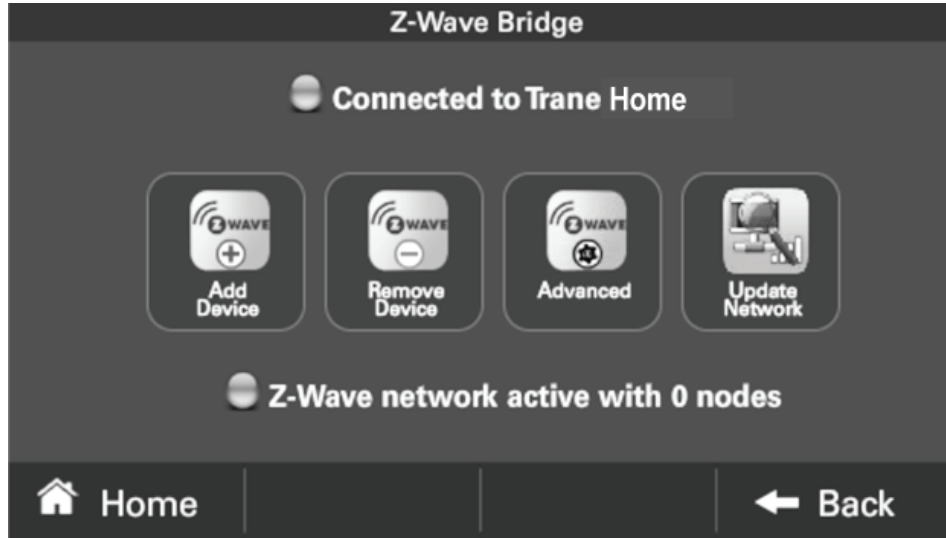 Z-Wave Bridge
Connected to Trane Home
Z WAVE
Z WAVE
Z WAVE
Add
Device
Remove
Device
Advanced
Update
Network
Z-Wave network active with 0 nodes
Home
Back